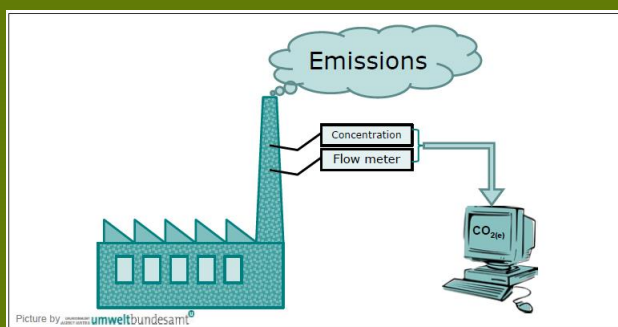 Emissions
Concentration
Flow meter
CO2(e)
Picture by umweltbundesamt